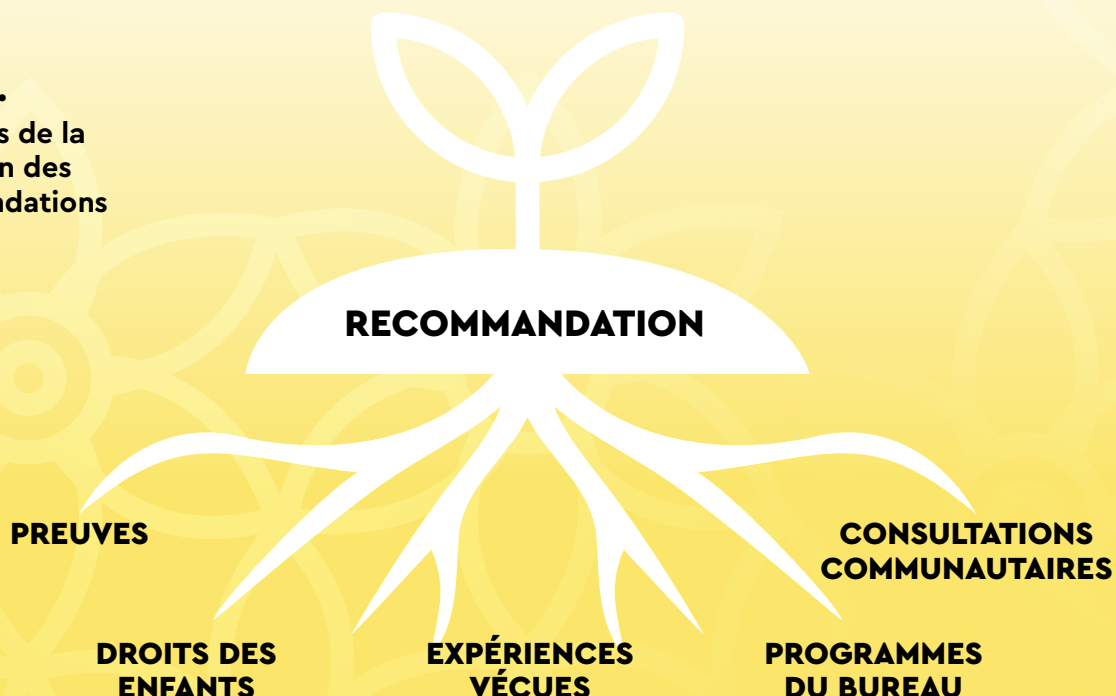 s de la
n des
dations
RECOMMANDATION
PREUVES
CONSULTATIONS
COMMUNAUTAIRES
DROITS DES
ENFANTS
EXPÉRIENCES
VÉCUES
PROGRAMMES
DU BUREAU